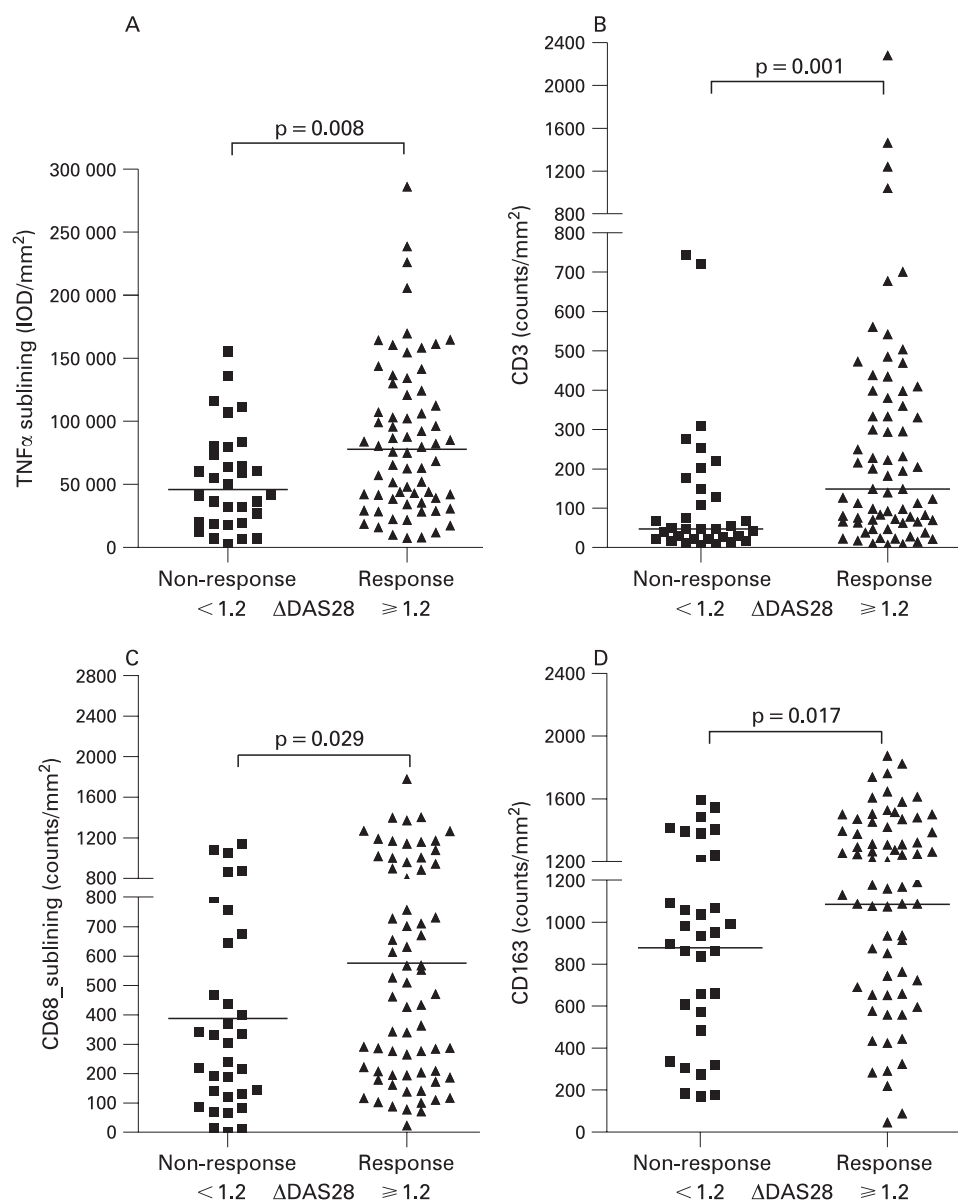 A
p = 0.008
TNFα sublining (IOD/mm²)
300 000
250 000
200 000
150 000
100 000
50 000
0
Non-response
Response
< 1.2
ΔDAS28
⩾ 1.2
B
p = 0.001
CD3 (counts/mm²)
2400
2200
2000
1800
1600
1400
1200
1000
800
800
700
600
500
400
300
200
100
0
Non-response
Response
< 1.2
ΔDAS28
⩾ 1.2
C
p = 0.029
CD68_sublining (counts/mm²)
2800
2400
2000
1600
1200
800
800
700
600
500
400
300
200
100
0
Non-response
Response
< 1.2
ΔDAS28
⩾ 1.2
D
p = 0.017
CD163 (counts/mm²)
2400
2000
1600
1200
1200
1000
800
600
400
200
0
Non-response
Response
< 1.2
ΔDAS28
⩾ 1.2